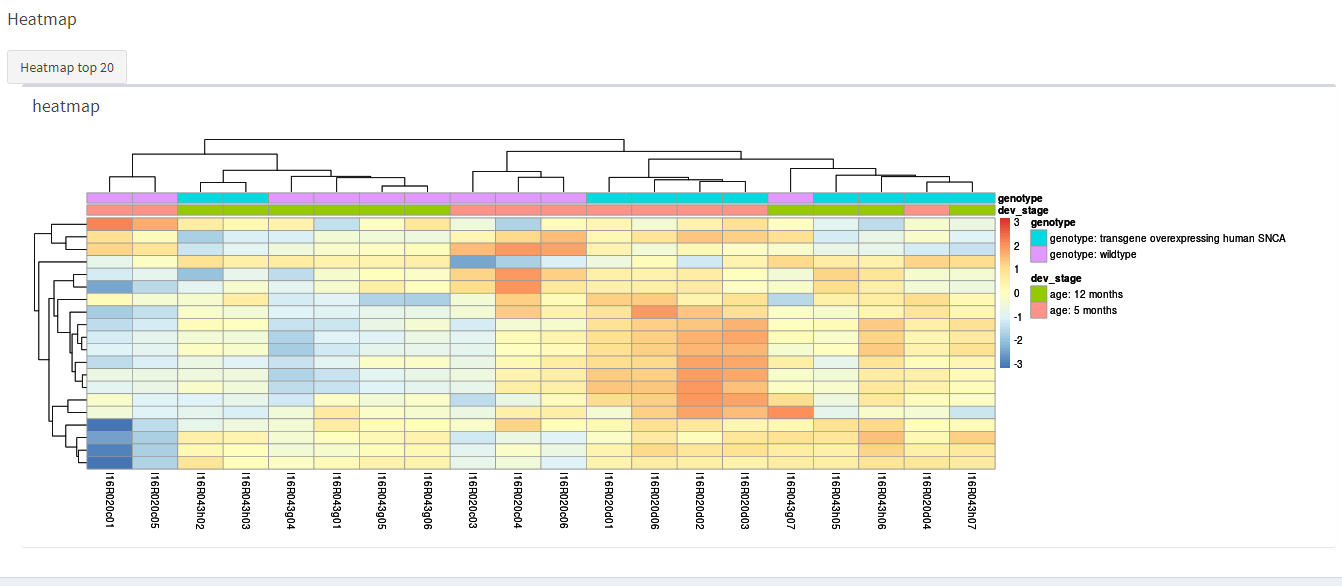 Heatmap
Heatmap top 20
heatmap
genotype
dev_stage
3
2
1
0
-1
-2
-3
genotype
genotype: transgene overexpressing human SNCA
genotype: wildtype
dev_stage
age: 12 months
age: 5 months
I16R020c01
I16R020c05
I16R043h02
I16R043h03
I16R043g04
I16R043g01
I16R043g05
I16R043g06
I16R020c03
I16R020c04
I16R020c06
I16R020d01
I16R020d06
I16R020d02
I16R020d03
I16R043g07
I16R043h05
I16R043h06
I16R020d04
I16R043h07